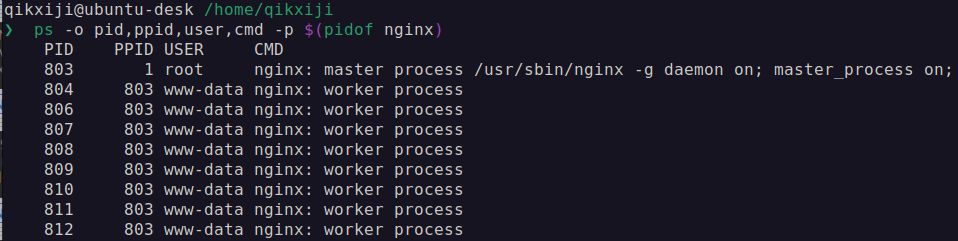 qikxiji@ubuntu-desk /home/qikxiji
❯  ps -o pid,ppid,user,cmd -p $(pidof nginx)
    PID    PPID USER     CMD
    803       1 root     nginx: master process /usr/sbin/nginx -g daemon on; master_process on;
    804     803 www-data nginx: worker process
    806     803 www-data nginx: worker process
    807     803 www-data nginx: worker process
    808     803 www-data nginx: worker process
    809     803 www-data nginx: worker process
    810     803 www-data nginx: worker process
    811     803 www-data nginx: worker process
    812     803 www-data nginx: worker process